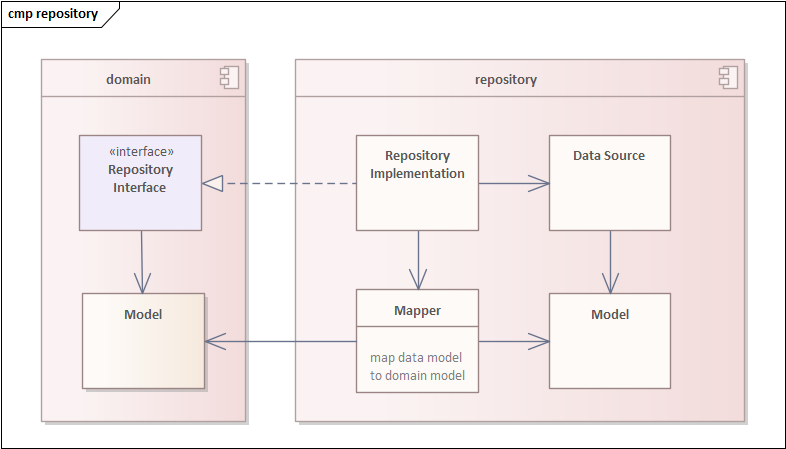 cmp repository
domain
repository
«interface»
Repository
Interface
Repository
Implementation
Data Source
Model
Mapper
map data model
to domain model
Model